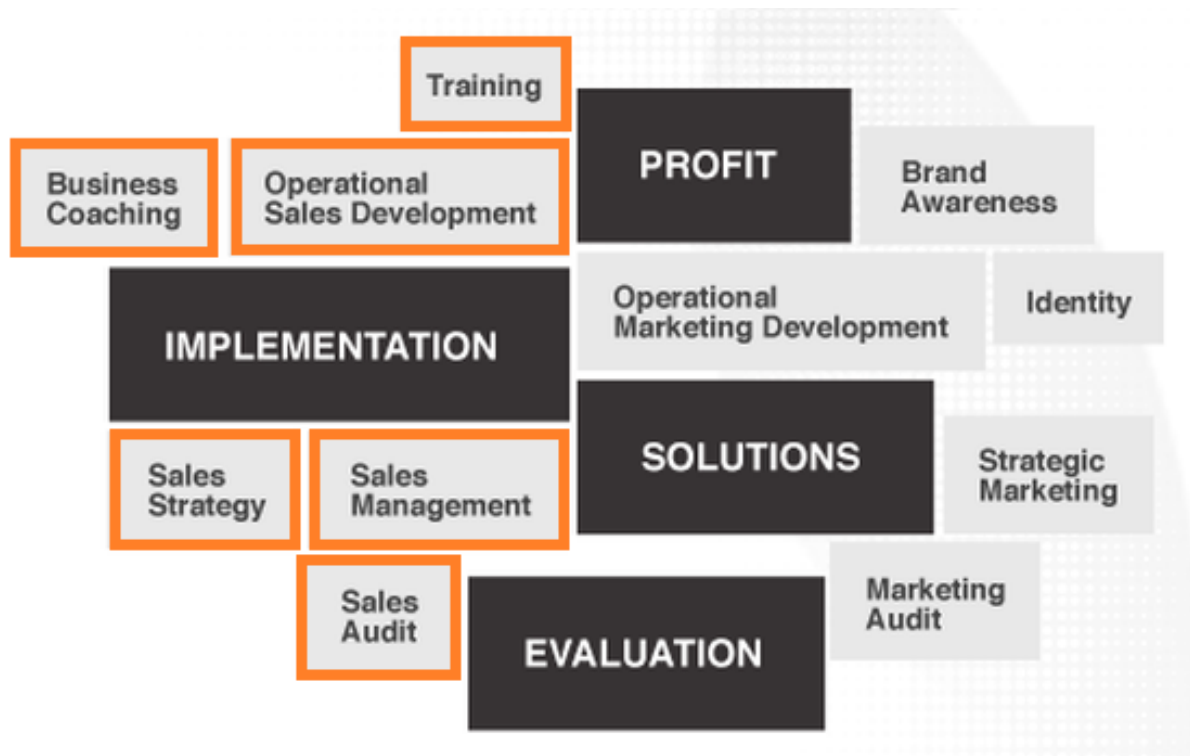 Training
PROFIT
Business
Coaching
Operational
Sales Development
Brand
Awareness
IMPLEMENTATION
Operational
Marketing Development
Identity
Sales
Strategy
Sales
Management
SOLUTIONS
Strategic
Marketing
Sales
Audit
EVALUATION
Marketing
Audit